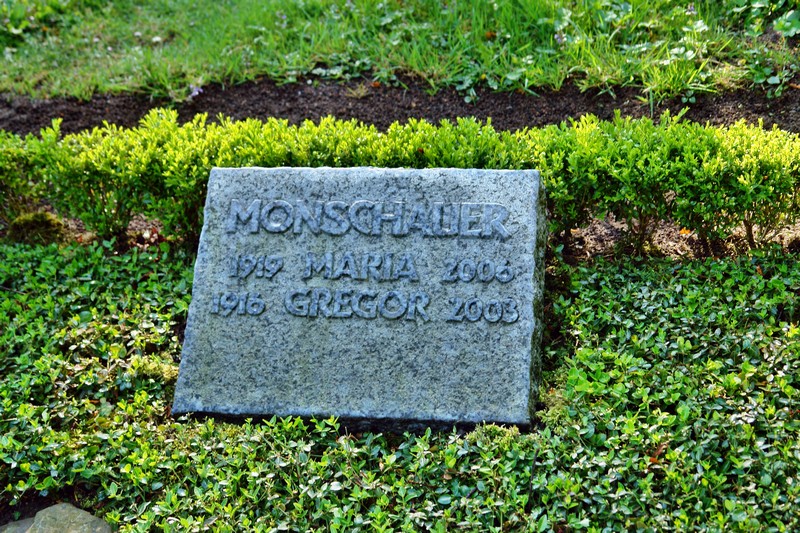 MONSCHAUER
1919 MARIA 2006
1916 GREGOR 2003